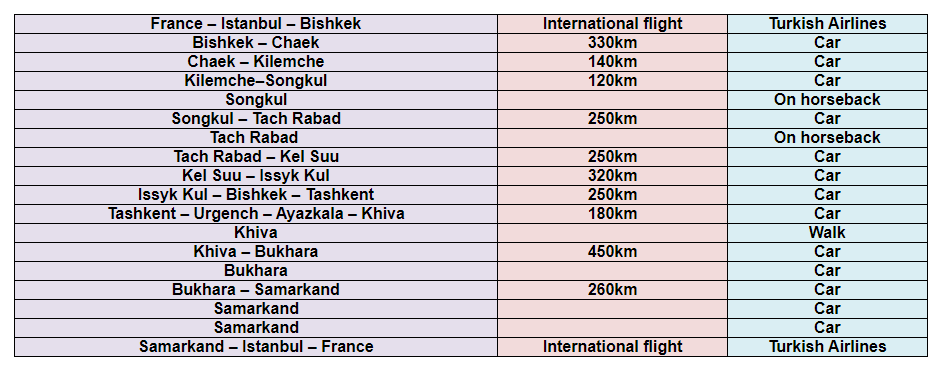 France – Istanbul – Bishkek International flight Turkish Airlines
Bishkek – Chaek 330km Car
Chaek – Kilemche 140km Car
Kilemche–Songkul 120km Car
Songkul On horseback
Songkul – Tach Rabad 250km Car
Tach Rabad On horseback
Tach Rabad – Kel Suu 250km Car
Kel Suu – Issyk Kul 320km Car
Issyk Kul – Bishkek – Tashkent 250km Car
Tashkent – Urgench – Ayazkala – Khiva 180km Car
Khiva Walk
Khiva – Bukhara 450km Car
Bukhara Car
Bukhara – Samarkand 260km Car
Samarkand Car
Samarkand Car
Samarkand – Istanbul – France International flight Turkish Airlines